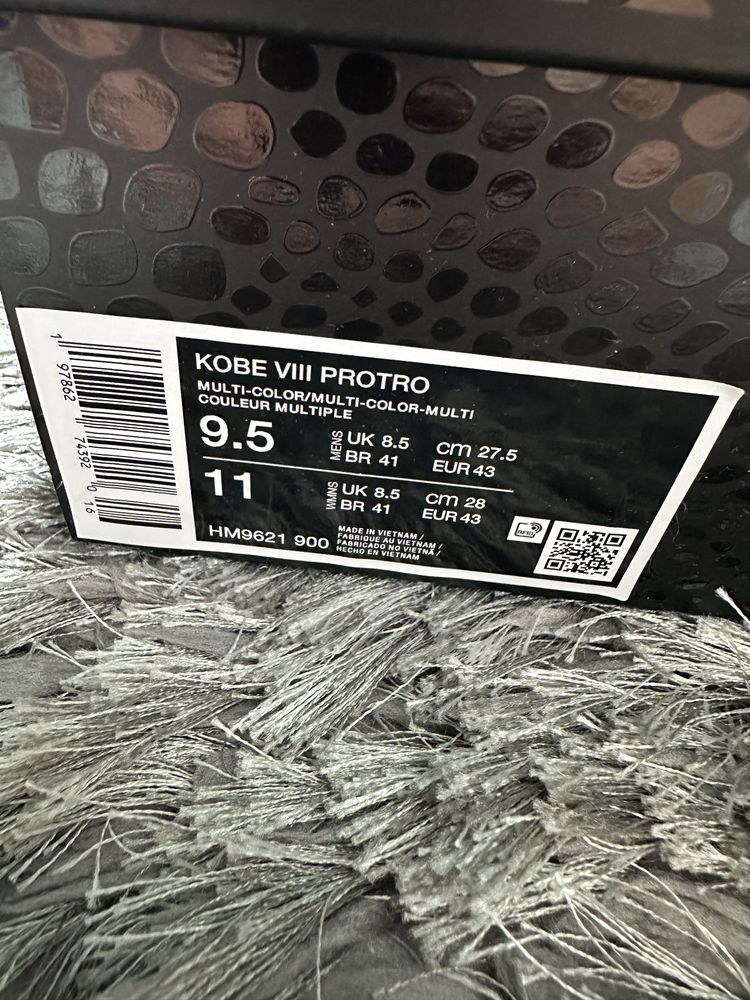 KOBE VIII PROTRO
MULTI-COLOR/MULTI-COLOR-MULTI
COULEUR MULTIPLE
9.5 MENS UK 8.5 cm 27.5
BR 41 EUR 43
11 WMNS UK 8.5 cm 28
BR 41 EUR 43
HM9621 900
MADE IN VIETNAM /
FABRIQUE AU VIETNAM /
FABRICADO NO VIETNÃ /
HECHO EN VIETNAM
RFID
1 97862 74392 16